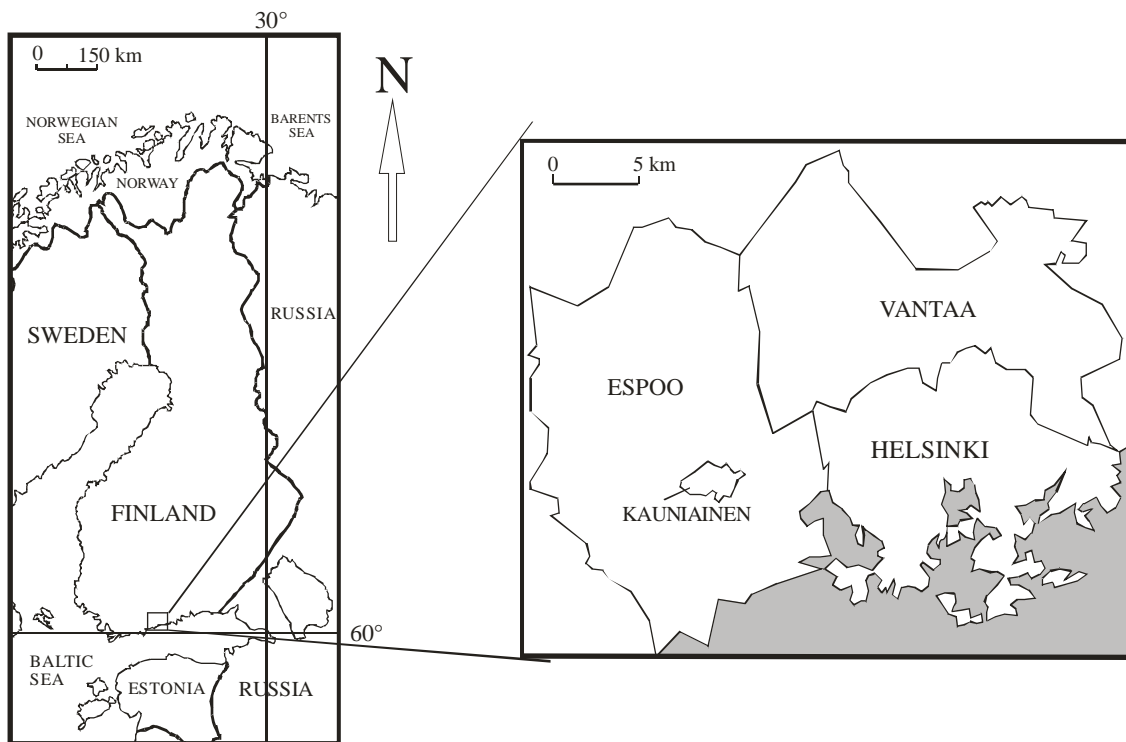 30°
0 150 km
NORWEGIAN
SEA
BARENTS
SEA
NORWAY
SWEDEN
RUSSIA
FINLAND
60°
BALTIC
SEA
ESTONIA
RUSSIA
N
0 5 km
VANTAA
ESPOO
HELSINKI
KAUNIAINEN